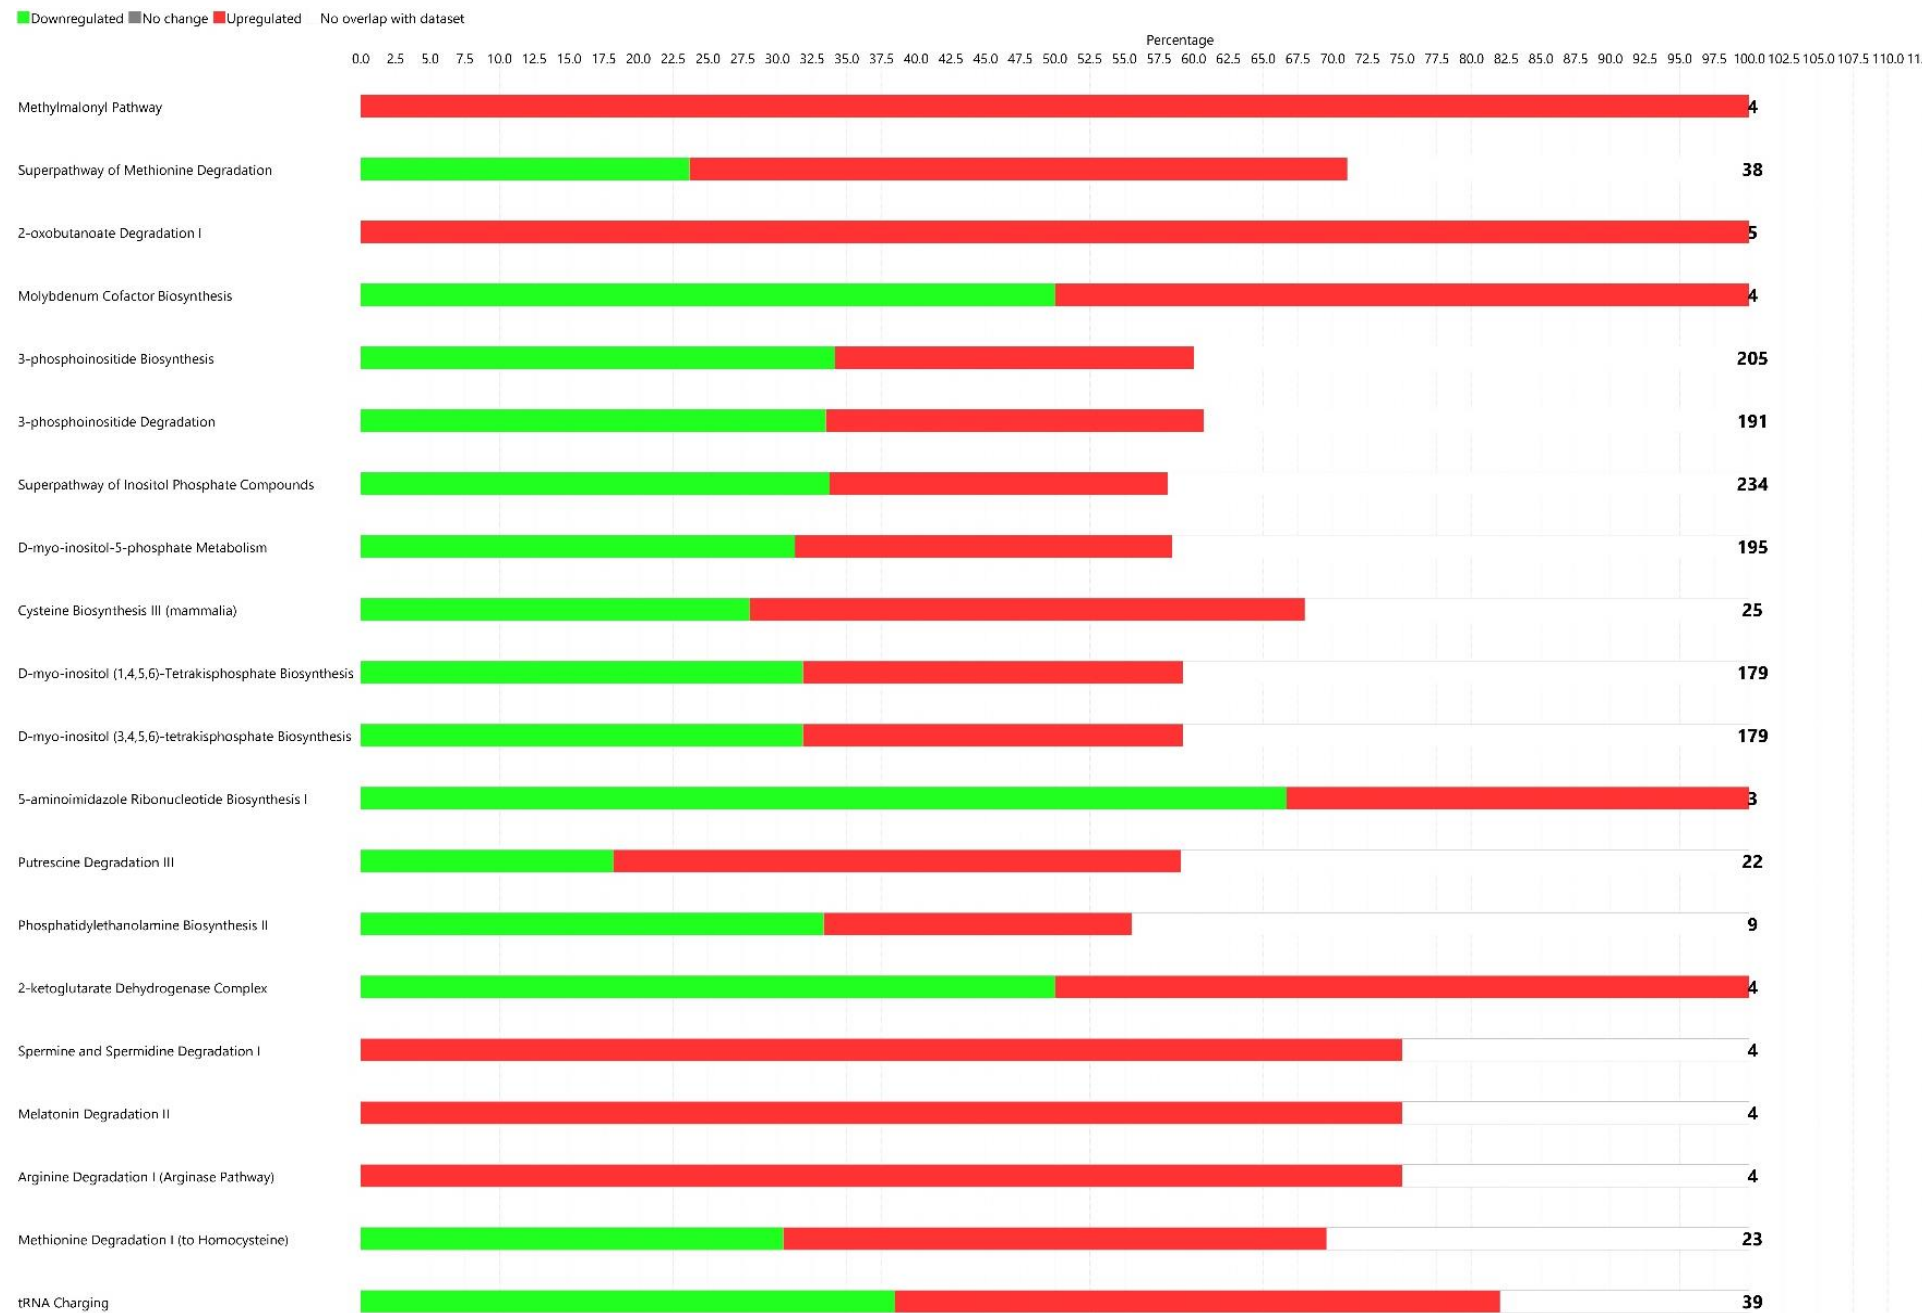 Downregulated No change Upregulated No overlap with dataset
Percentage
0.0 2.5 5.0 7.5 10.0 12.5 15.0 17.5 20.0 22.5 25.0 27.5 30.0 32.5 35.0 37.5 40.0 42.5 45.0 47.5 50.0 52.5 55.0 57.5 60.0 62.5 65.0 67.5 70.0 72.5 75.0 77.5 80.0 82.5 85.0 87.5 90.0 92.5 95.0 97.5 100.0 102.5 105.0 107.5 110.0 11.
Methylmalonyl Pathway 4
Superpathway of Methionine Degradation 38
2-oxobutanoate Degradation I 5
Molybdenum Cofactor Biosynthesis 4
3-phosphoinositide Biosynthesis 205
3-phosphoinositide Degradation 191
Superpathway of Inositol Phosphate Compounds 234
D-myo-inositol-5-phosphate Metabolism 195
Cysteine Biosynthesis III (mammalia) 25
D-myo-inositol (1,4,5,6)-Tetrakisphosphate Biosynthesis 179
D-myo-inositol (3,4,5,6)-tetrakisphosphate Biosynthesis 179
5-aminoimidazole Ribonucleotide Biosynthesis I 3
Putrescine Degradation III 22
Phosphatidylethanolamine Biosynthesis II 9
2-ketoglutarate Dehydrogenase Complex 4
Spermine and Spermidine Degradation I 4
Melatonin Degradation II 4
Arginine Degradation I (Arginase Pathway) 4
Methionine Degradation I (to Homocysteine) 23
tRNA Charging 39